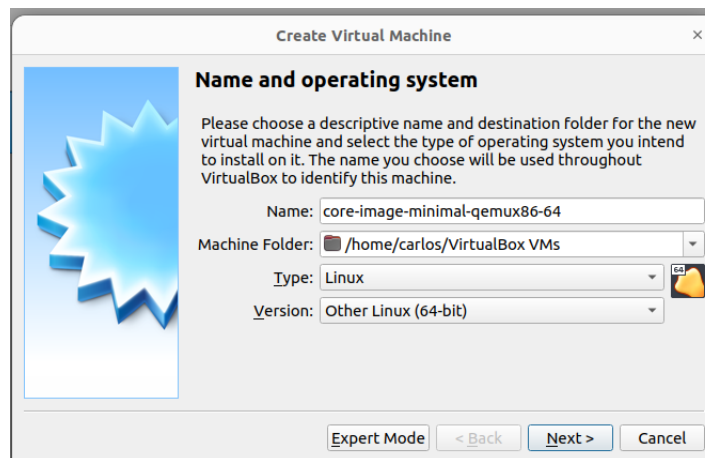 Create Virtual Machine
Name and operating system
Please choose a descriptive name and destination folder for the new
virtual machine and select the type of operating system you intend
to install on it. The name you choose will be used throughout
VirtualBox to identify this machine.
Name: core-image-minimal-qemux86-64
Machine Folder: /home/carlos/VirtualBox VMs
Type: Linux
64
Version: Other Linux (64-bit)
Expert Mode < Back Next > Cancel